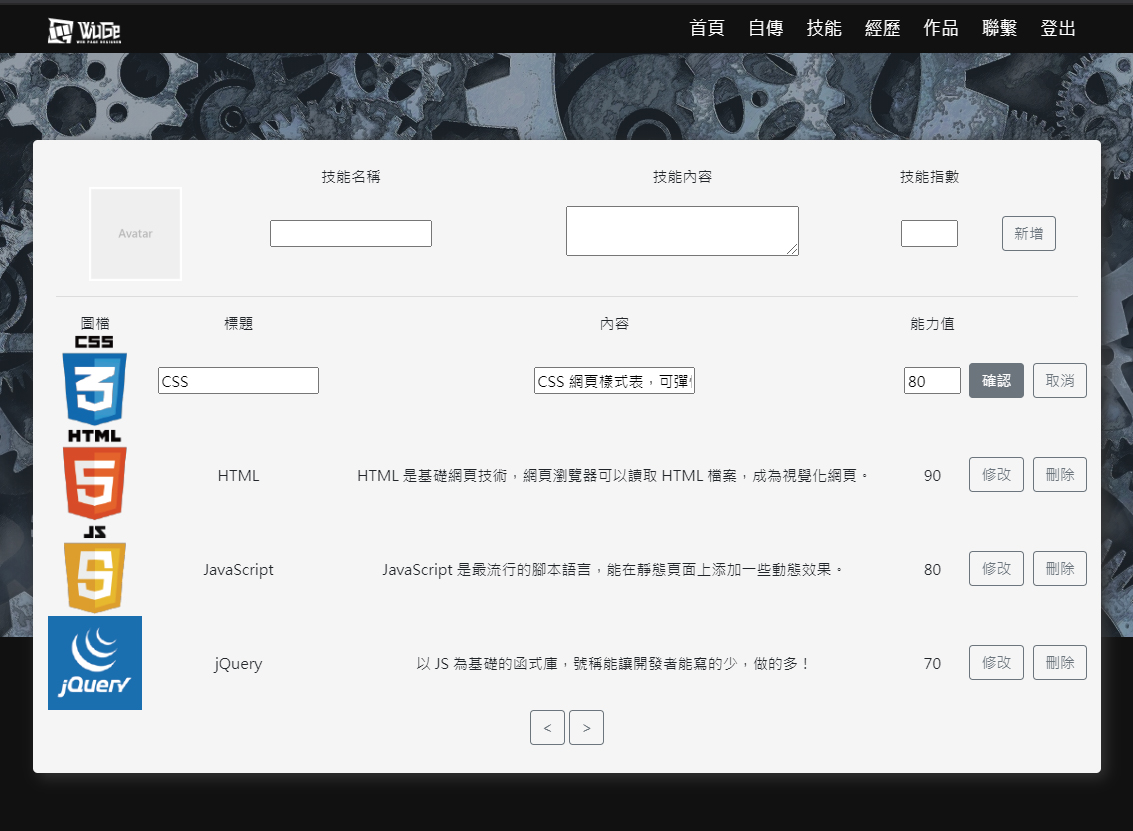 WUGE
WEB PAGE DESIGNER
首頁 自傳 技能 經歷 作品 聯繫 登出
技能名稱 技能內容 技能指數
Avatar
新增
圖檔 標題 內容 能力值
CSS
3
CSS CSS 網頁樣式表，可彈 80 確認 取消
HTML
5
HTML HTML 是基礎網頁技術，網頁瀏覽器可以讀取 HTML 檔案，成為視覺化網頁。 90 修改 刪除
JS
JavaScript JavaScript 是最流行的腳本語言，能在靜態頁面上添加一些動態效果。 80 修改 刪除
jQuery
jQuery 以 JS 為基礎的函式庫，號稱能讓開發者能寫的少，做的多！ 70 修改 刪除
< >